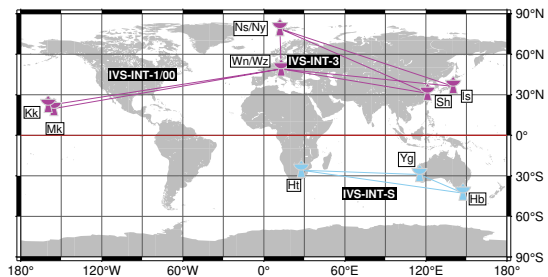 90°N
Ns/Ny
60°N
Wn/Wz IVS-INT-3
IVS-INT-1/00
30°N
Kk Sh Is
Mk
0°
Yg
Ht 30°S
IVS-INT-S Hb
60°S
90°S
180° 120°W 60°W 0° 60°E 120°E 180°